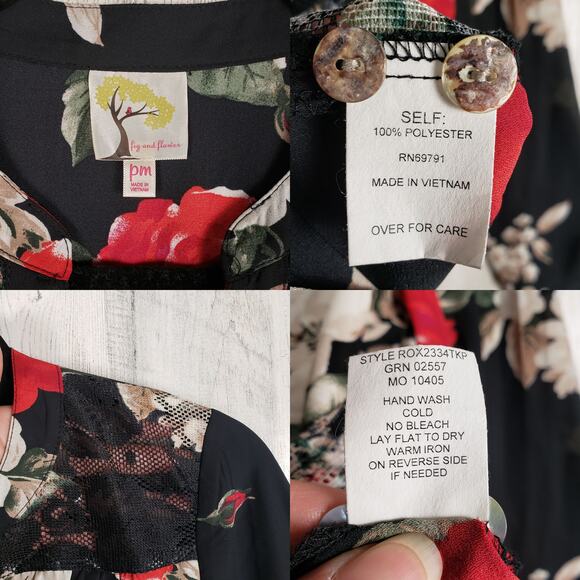 fig and flower
pm
MADE IN
VIETNAM
SELF:
100% POLYESTER
RN69791
MADE IN VIETNAM
OVER FOR CARE
STYLE ROX2334TKP
GRN 02557
MO 10405
HAND WASH
COLD
NO BLEACH
LAY FLAT TO DRY
WARM IRON
ON REVERSE SIDE
IF NEEDED